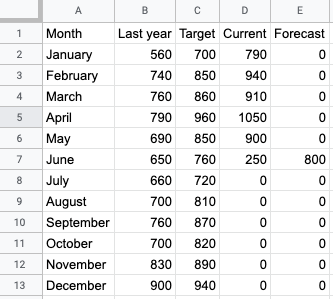 A B C D E
1 Month Last year Target Current Forecast
2 January 560 700 790 0
3 February 740 850 940 0
4 March 760 860 910 0
5 April 790 960 1050 0
6 May 690 850 900 0
7 June 650 760 250 800
8 July 660 720 0 0
9 August 700 810 0 0
10 September 760 870 0 0
11 October 700 820 0 0
12 November 830 890 0 0
13 December 900 940 0 0